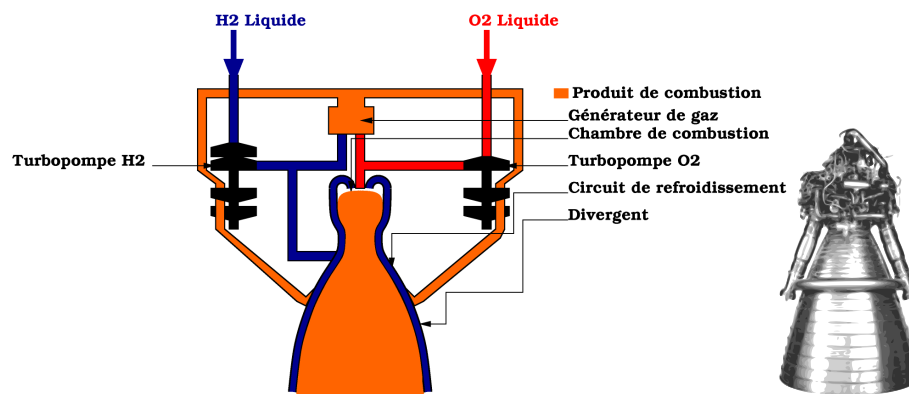 H2 Liquide
O2 Liquide
Produit de combustion
Générateur de gaz
Chambre de combustion
Turbopompe H2
Turbopompe O2
Circuit de refroidissement
Divergent